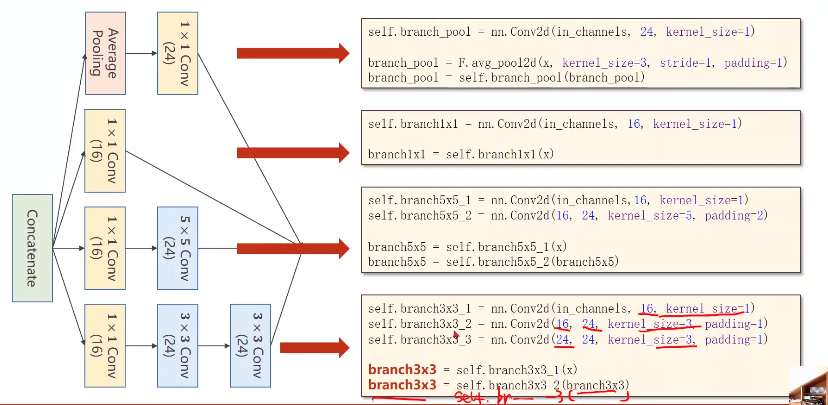 Average
Pooling
1×1 Conv
(24)
self.branch_pool = nn.Conv2d(in_channels, 24, kernel_size=1)
branch_pool = F.avg_pool2d(x, kernel_size=3, stride=1, padding=1)
branch_pool = self.branch_pool(branch_pool)
1×1 Conv
(16)
self.branch1x1 = nn.Conv2d(in_channels, 16, kernel_size=1)
branch1x1 = self.branch1x1(x)
Concatenate
1×1 Conv
(16)
5×5 Conv
(24)
self.branch5x5_1 = nn.Conv2d(in_channels,16, kernel_size=1)
self.branch5x5_2 = nn.Conv2d(16, 24, kernel_size=5, padding=2)
branch5x5 = self.branch5x5_1(x)
branch5x5 = self.branch5x5_2(branch5x5)
1×1 Conv
(16)
3×3 Conv
(24)
3×3 Conv
(24)
self.branch3x3_1 = nn.Conv2d(in_channels, 16, kernel_size=1)
self.branch3x3_2 = nn.Conv2d(16, 24, kernel_size=3, padding=1)
self.branch3x3_3 = nn.Conv2d(24, 24, kernel_size=3, padding=1)
branch3x3 = self.branch3x3_1(x)
branch3x3 = self.branch3x3_2(branch3x3)
self.br 3( )